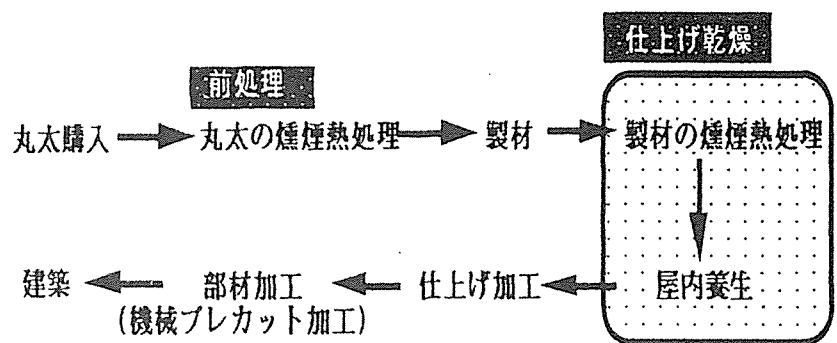 仕上げ乾燥
前処理
丸太購入
丸太の燻煙熱処理
製材
製材の燻煙熱処理
建築
部材加工
(機械プレカット加工)
仕上げ加工
屋内養生